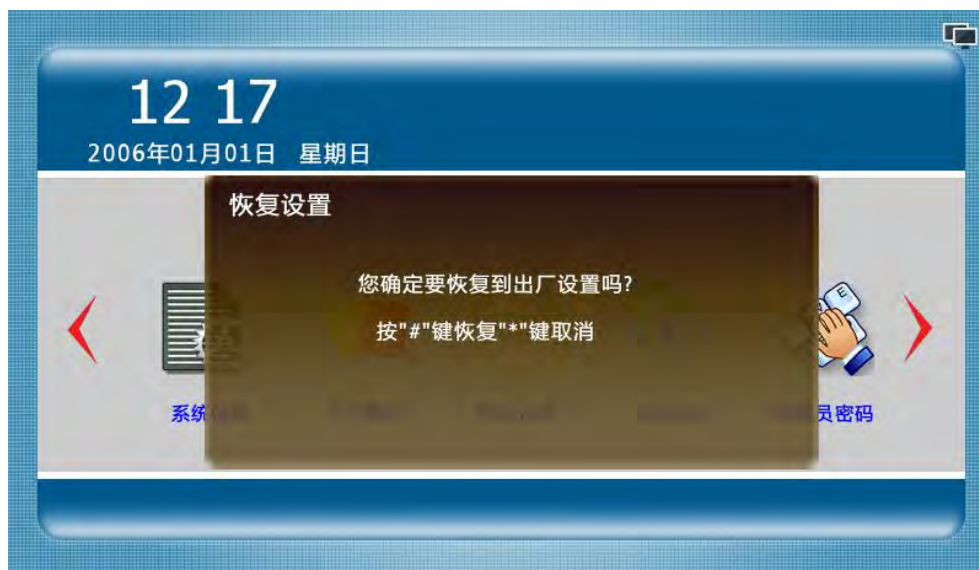 12 17
2006年01月01日 星期日
恢复设置
您确定要恢复到出厂设置吗?
按"#"键恢复"*"键取消
系统
员密码